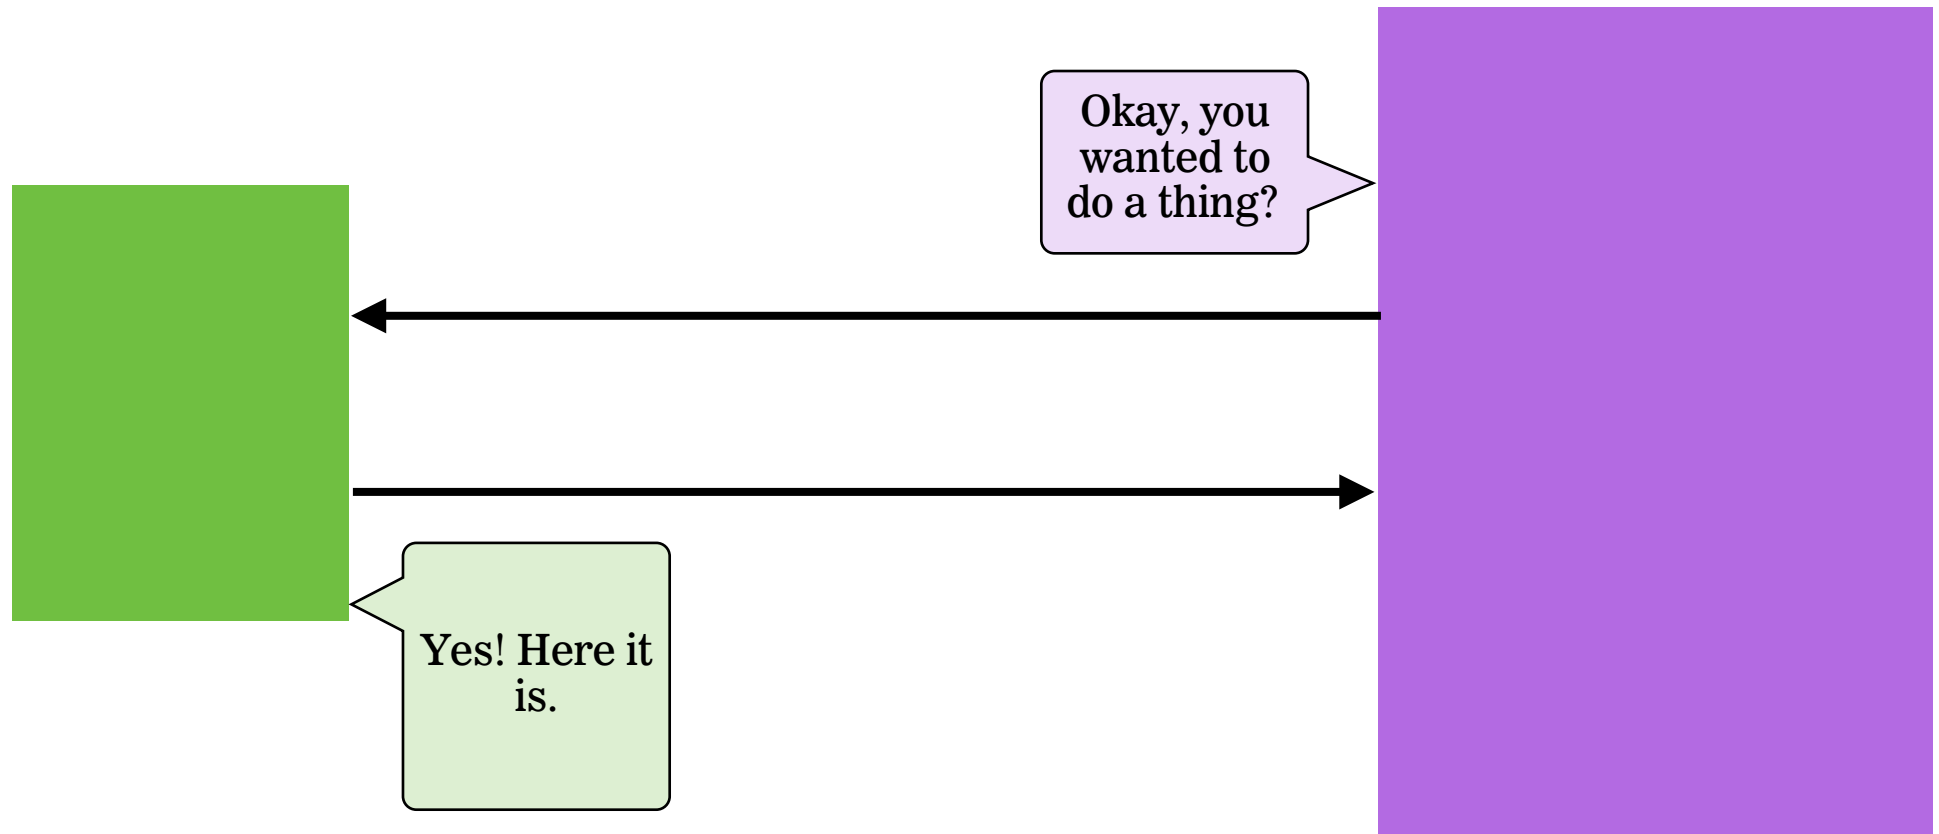 Okay, you
wanted to
do a thing?
Yes! Here it
is.